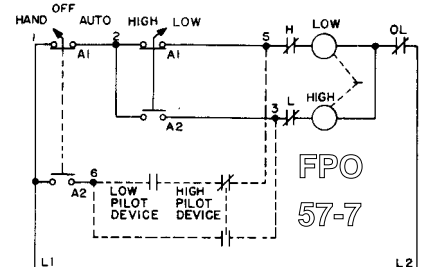 OFF
HAND AUTO HIGH LOW
1 2 5 H LOW OL
A1 A1
HIGH
3 L
A2
6
A2 LOW PILOT DEVICE HIGH PILOT DEVICE
FPO
57-7
L1 L2